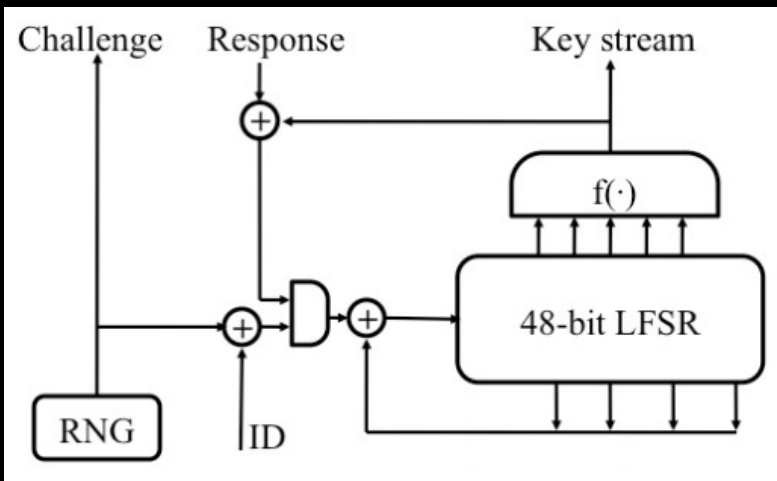 Challenge
Response
Key stream
f(·)
48-bit LFSR
RNG
ID